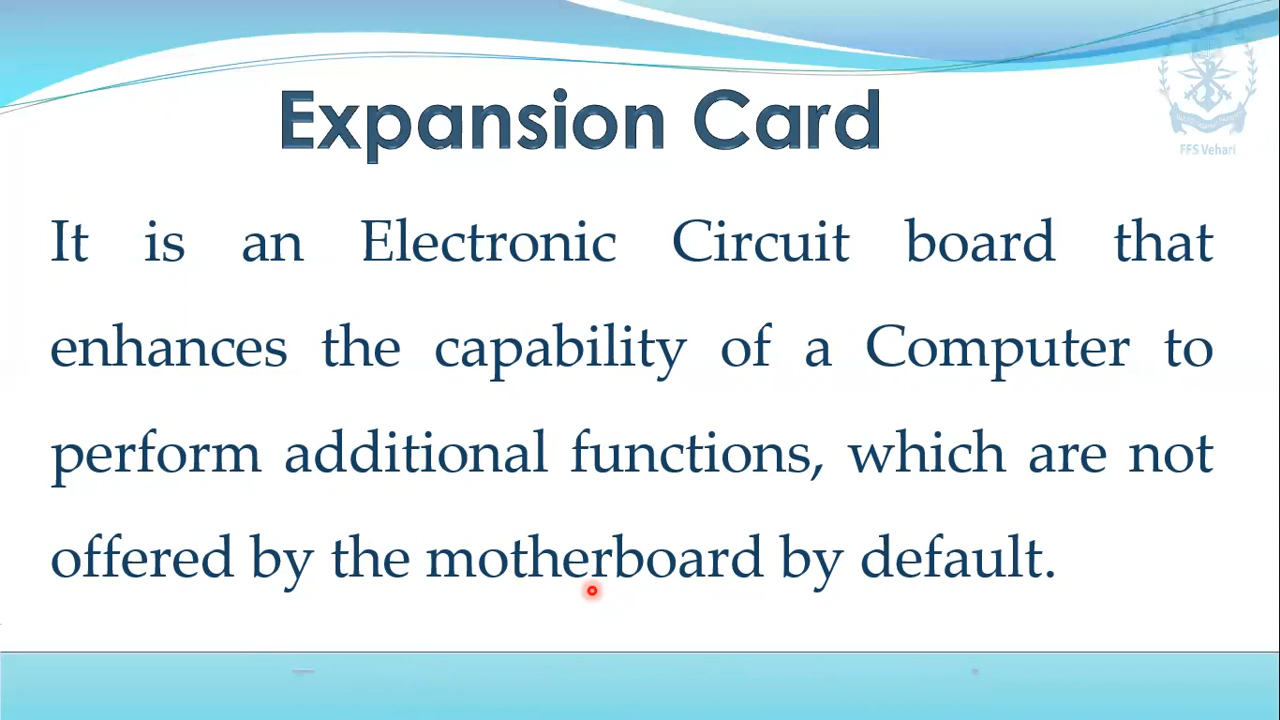 Expansion Card
FFS Vehari
It is an Electronic Circuit board that
enhances the capability of a Computer to
perform additional functions, which are not
offered by the motherboard by default.